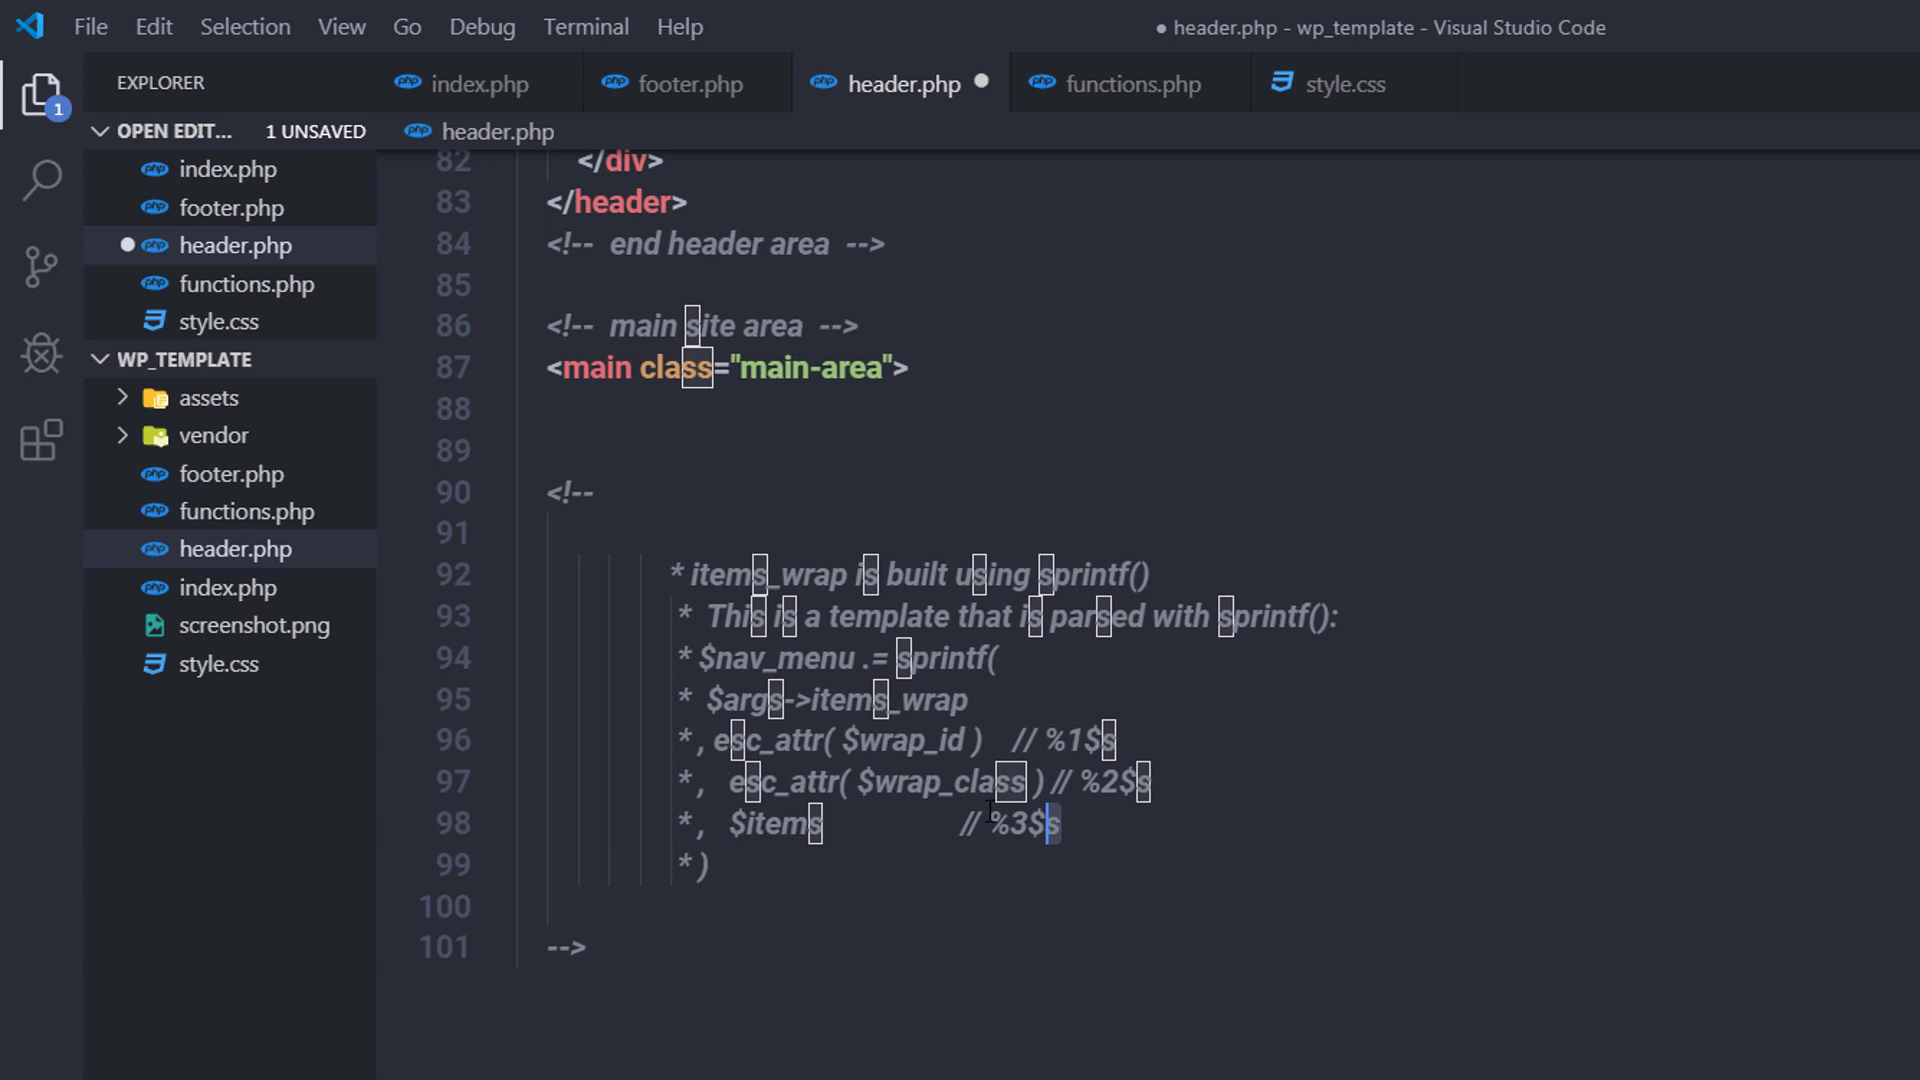 File Edit Selection View Go Debug Terminal Help
● header.php - wp_template - Visual Studio Code
EXPLORER
index.php footer.php header.php functions.php style.css
OPEN EDIT... 1 UNSAVED
header.php
index.php
footer.php
header.php
functions.php
style.css
WP_TEMPLATE
assets
vendor
footer.php
functions.php
header.php
index.php
screenshot.png
style.css
1
82 </div>
83 </header>
84 <!-- end header area -->
85
86 <!-- main site area -->
87 <main class="main-area">
88
89
90 <!--
91
92 * items_wrap is built using sprintf()
93 * This is a template that is parsed with sprintf():
94 * $nav_menu .= sprintf(
95 * $args->items_wrap
96 *, esc_attr( $wrap_id ) // %1$s
97 *, esc_attr( $wrap_class ) // %2$s
98 *, $items // %3$s
99 * )
100
101 -->